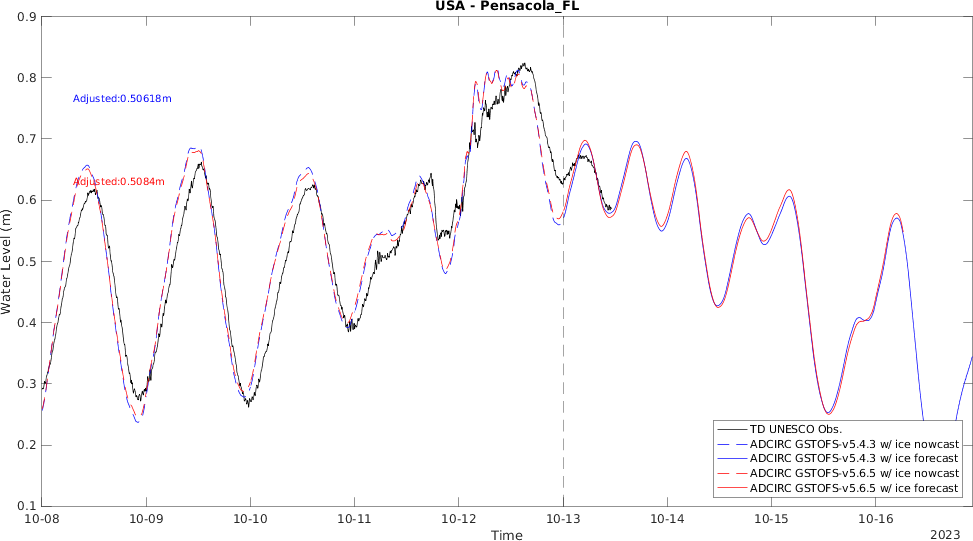 USA - Pensacola_FL
0.9
0.8
0.7
0.6
0.5
0.4
0.3
0.2
0.1
Water Level (m)
Adjusted:0.50618m
Adjusted:0.5084m
TD UNESCO Obs.
ADCIRC GSTOFS-v5.4.3 w/ ice nowcast
ADCIRC GSTOFS-v5.4.3 w/ ice forecast
ADCIRC GSTOFS-v5.6.5 w/ ice nowcast
ADCIRC GSTOFS-v5.6.5 w/ ice forecast
10-08 10-09 10-10 10-11 10-12 10-13 10-14 10-15 10-16
Time
2023